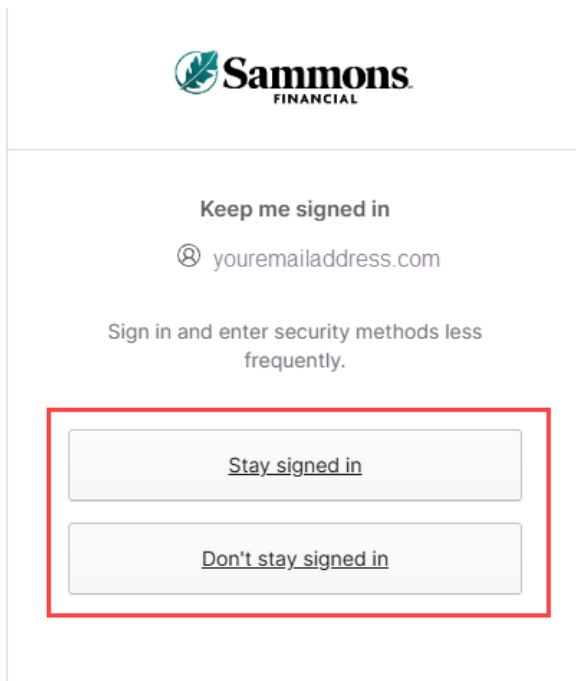 Sammons
FINANCIAL
Keep me signed in
youremailaddress.com
Sign in and enter security methods less
frequently.
Stay signed in
Don't stay signed in